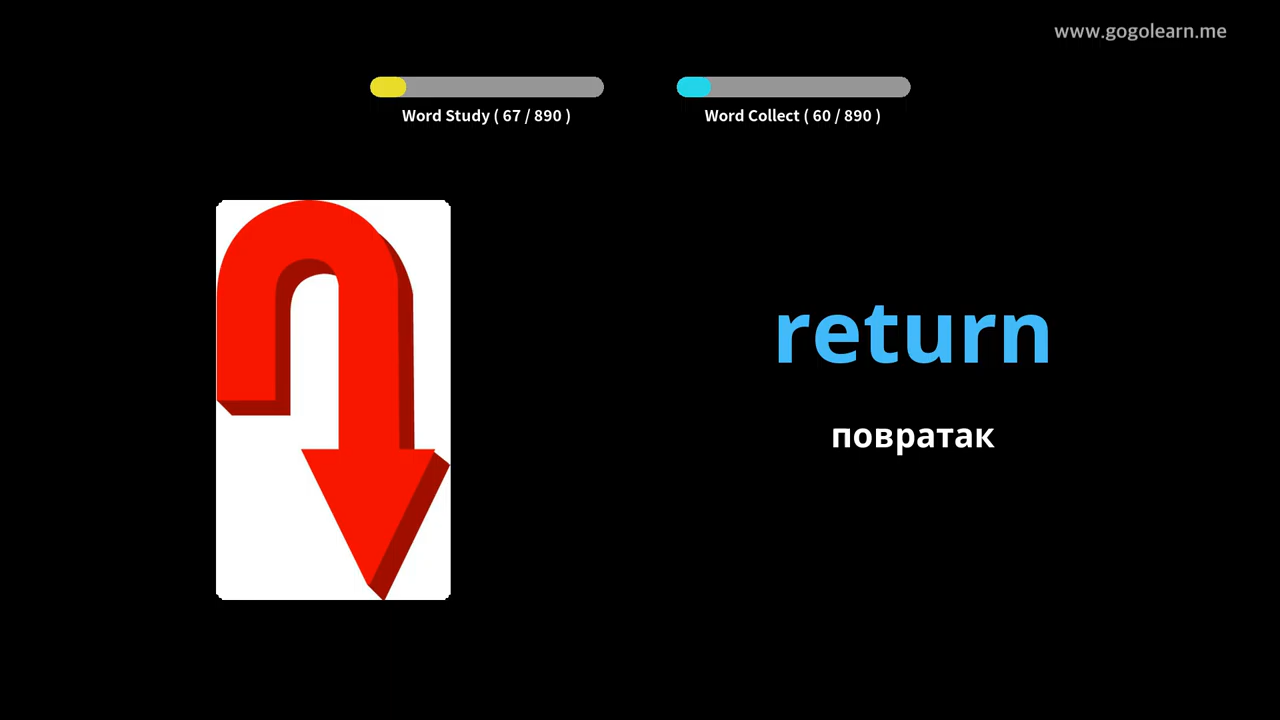 www.gogolearn.me
Word Study ( 67 / 890 )
Word Collect ( 60 / 890 )
return
повратак